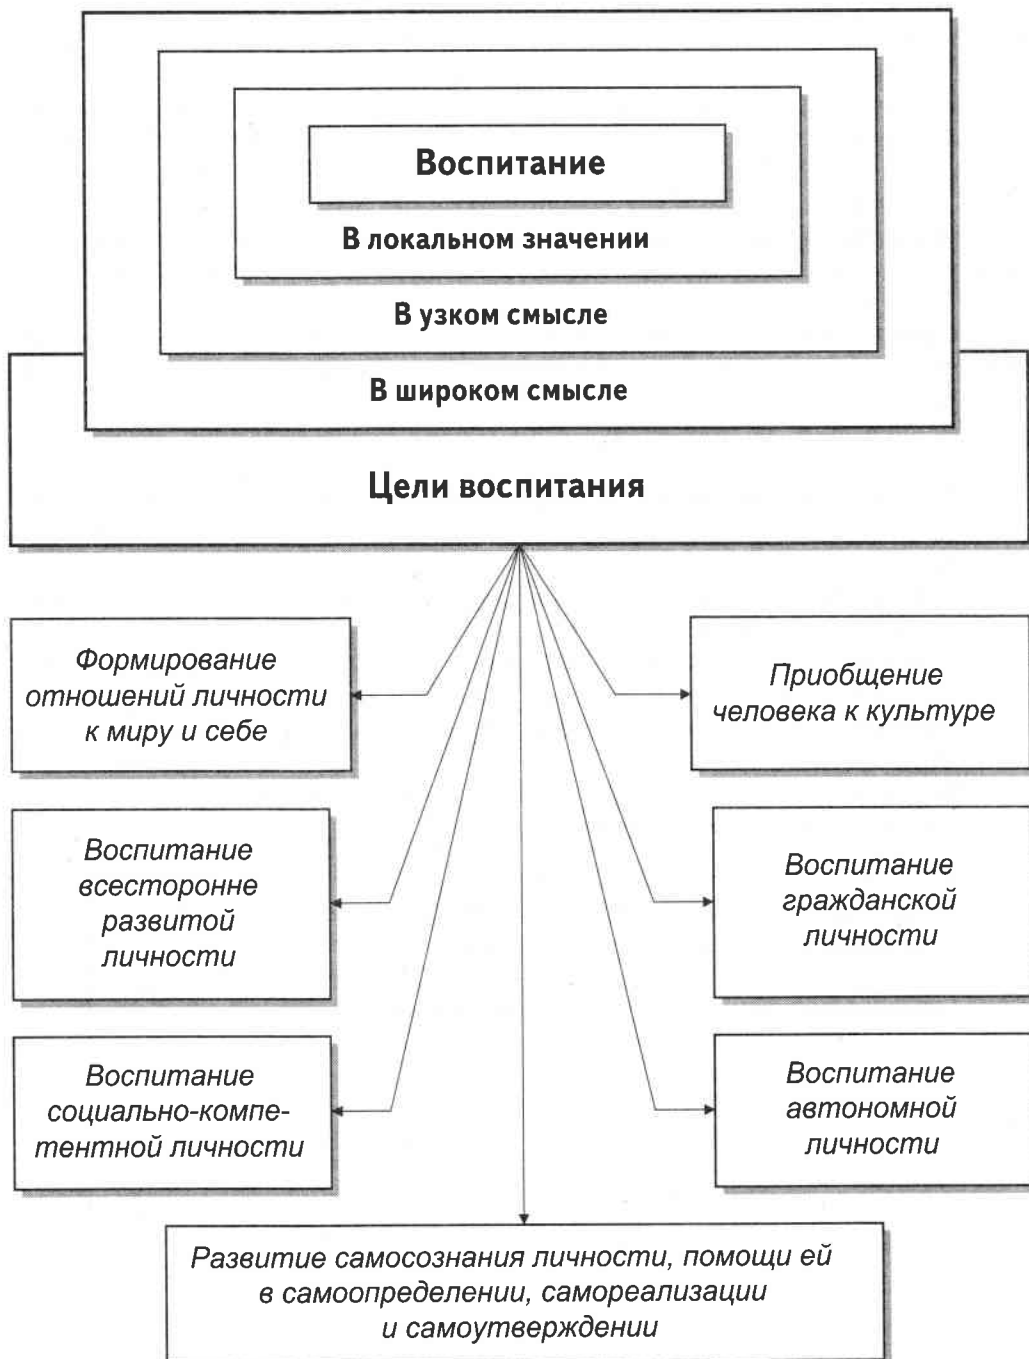 Воспитание
В локальном значении
В узком смысле
В широком смысле
Цели воспитания
Формирование
отношений личности
к миру и себе
Приобщение
человека к культуре
Воспитание
всесторонне
развитой
личности
Воспитание
гражданской
личности
Воспитание
социально-компе-
тентной личности
Воспитание
автономной
личности
Развитие самосознания личности, помощи ей
в самоопределении, самореализации
и самоутверждении